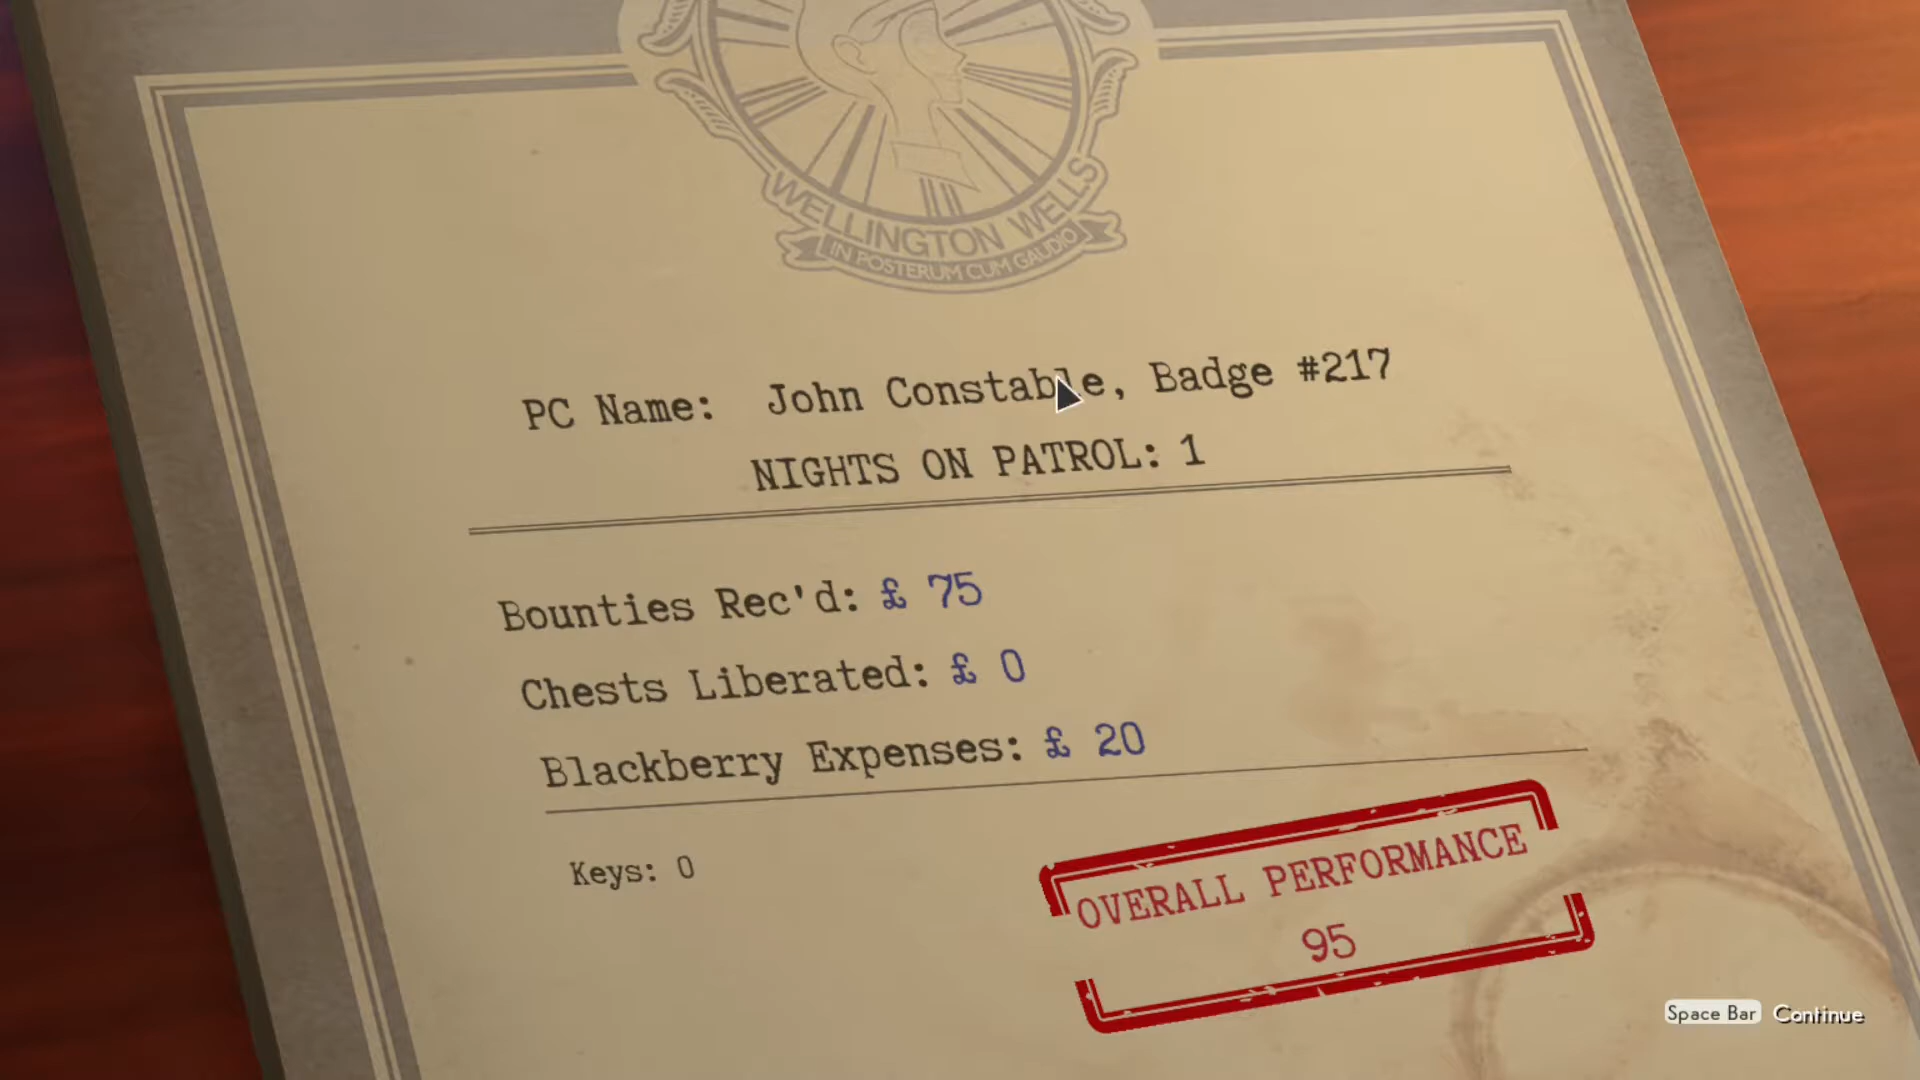 WELLINGTON WELLS
IN POSTERUM CUM GAUDIO
PC Name: John Constable, Badge #217
NIGHTS ON PATROL: 1
Bounties Rec'd: £ 75
Chests Liberated: £ 0
Blackberry Expenses: £ 20
Keys: 0
OVERALL PERFORMANCE
95
Space Bar Continue